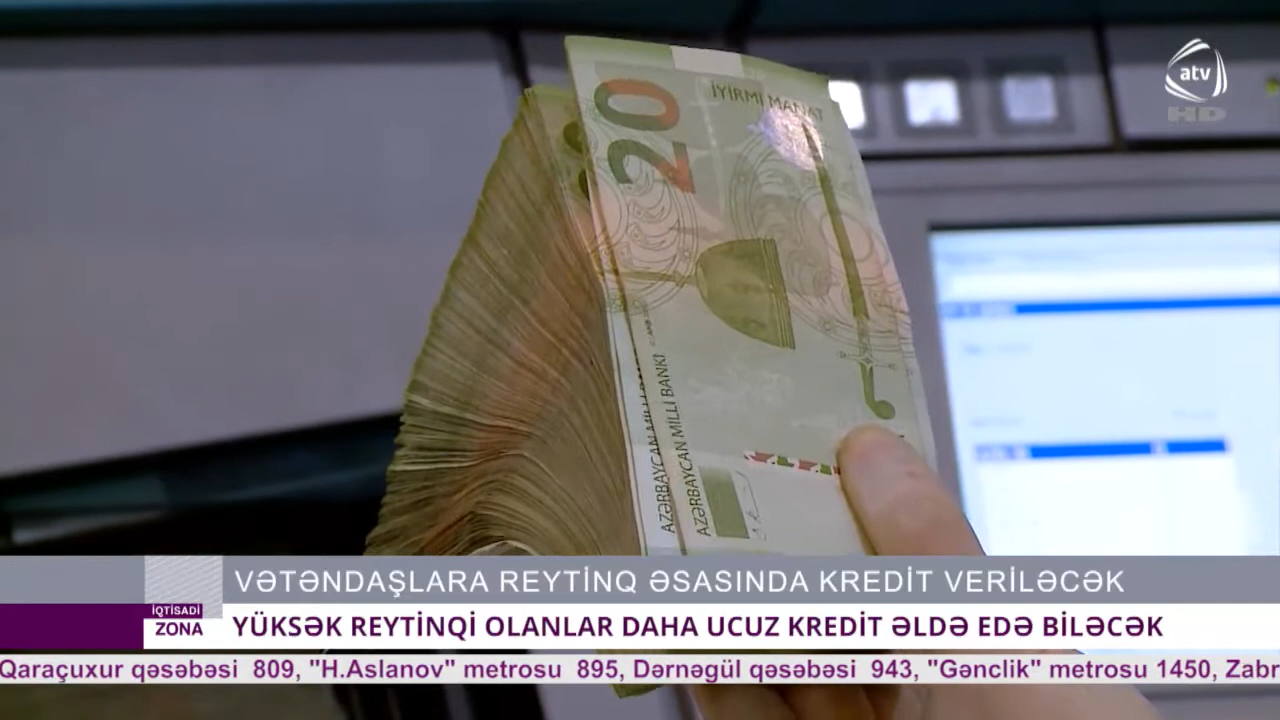 atv
HD
20
İYİRMİ MANAT
AZƏRBAYCAN MİLLİ BANKI
AZƏRBAYCAN MİLLİ BANKI
VƏTƏNDAŞLARA REYTİNQ ƏSASINDA KREDİT VERİLƏCƏK
İQTİSADİ
ZONA
YÜKSƏK REYTİNQİ OLANLAR DAHA UCUZ KREDİT ƏLDƏ EDƏ BİLƏCƏK
Qaraçuxur qəsəbəsi 809, "H.Aslanov" metrosu 895, Dərnəgül qəsəbəsi 943, "Gənclik" metrosu 1450, Zabr